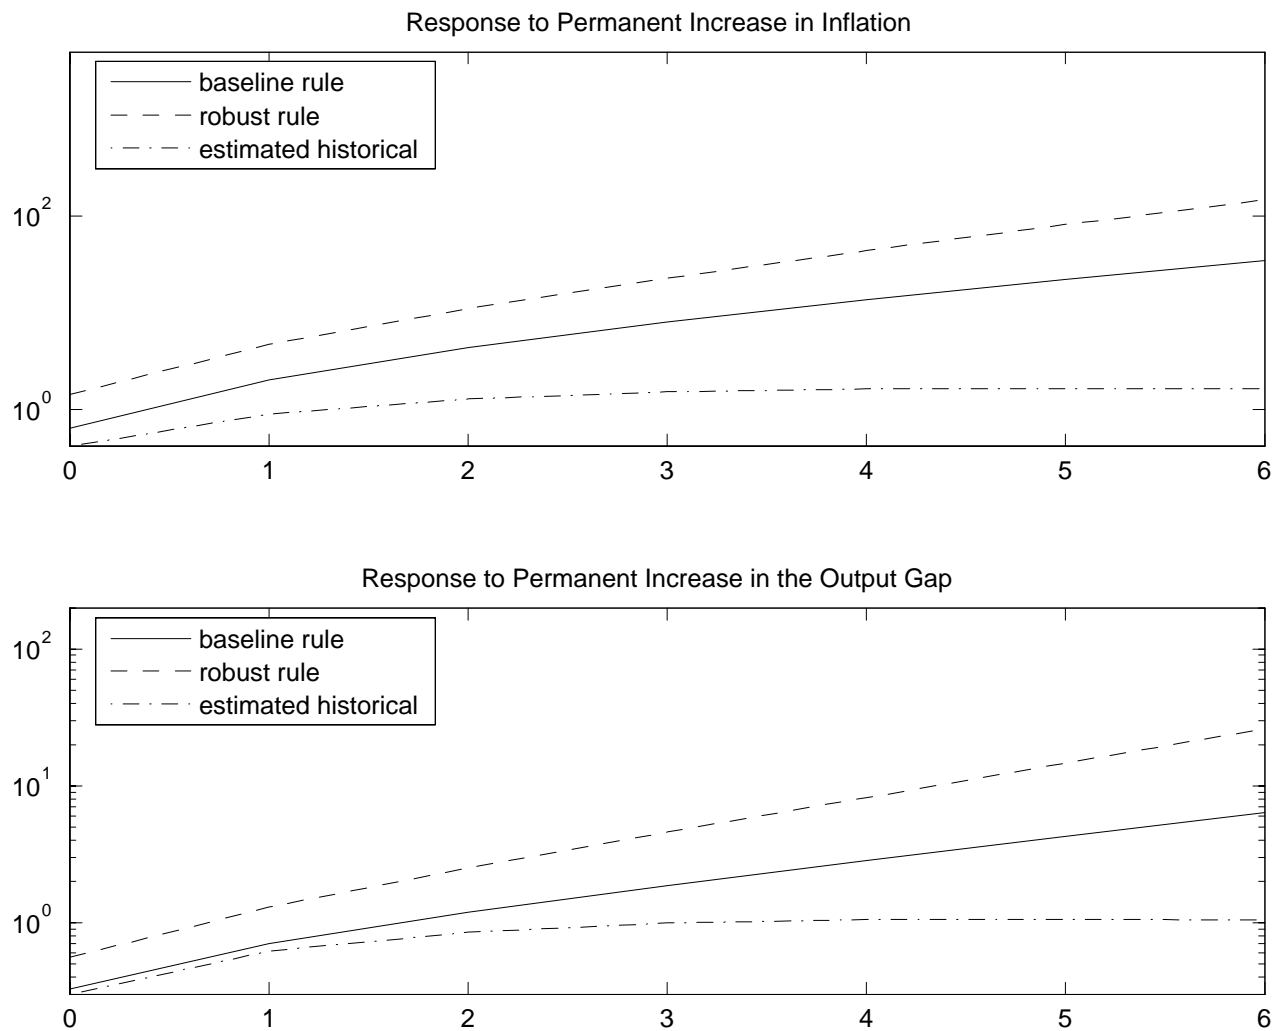 Response to Permanent Increase in Inflation
baseline rule
robust rule
estimated historical
10^2
10^0
0 1 2 3 4 5 6
Response to Permanent Increase in the Output Gap
baseline rule
robust rule
estimated historical
10^2
10^1
10^0
0 1 2 3 4 5 6